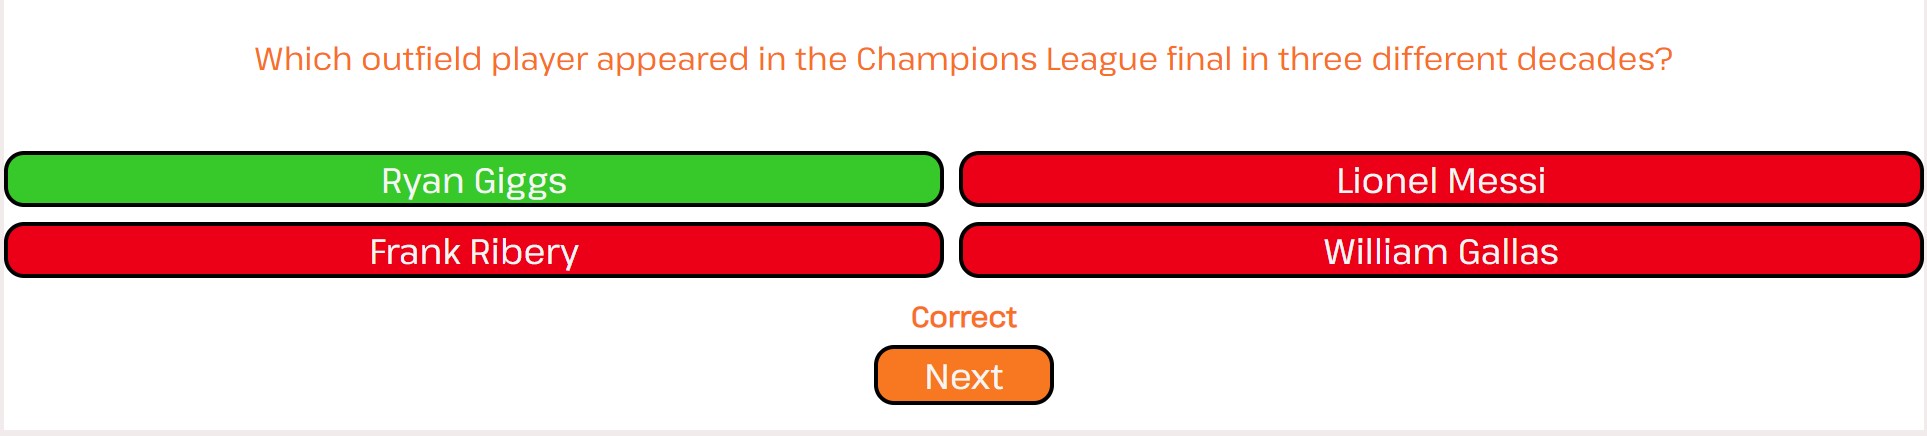 Which outfield player appeared in the Champions League final in three different decades?
Ryan Giggs
Lionel Messi
Frank Ribery
William Gallas
Correct
Next